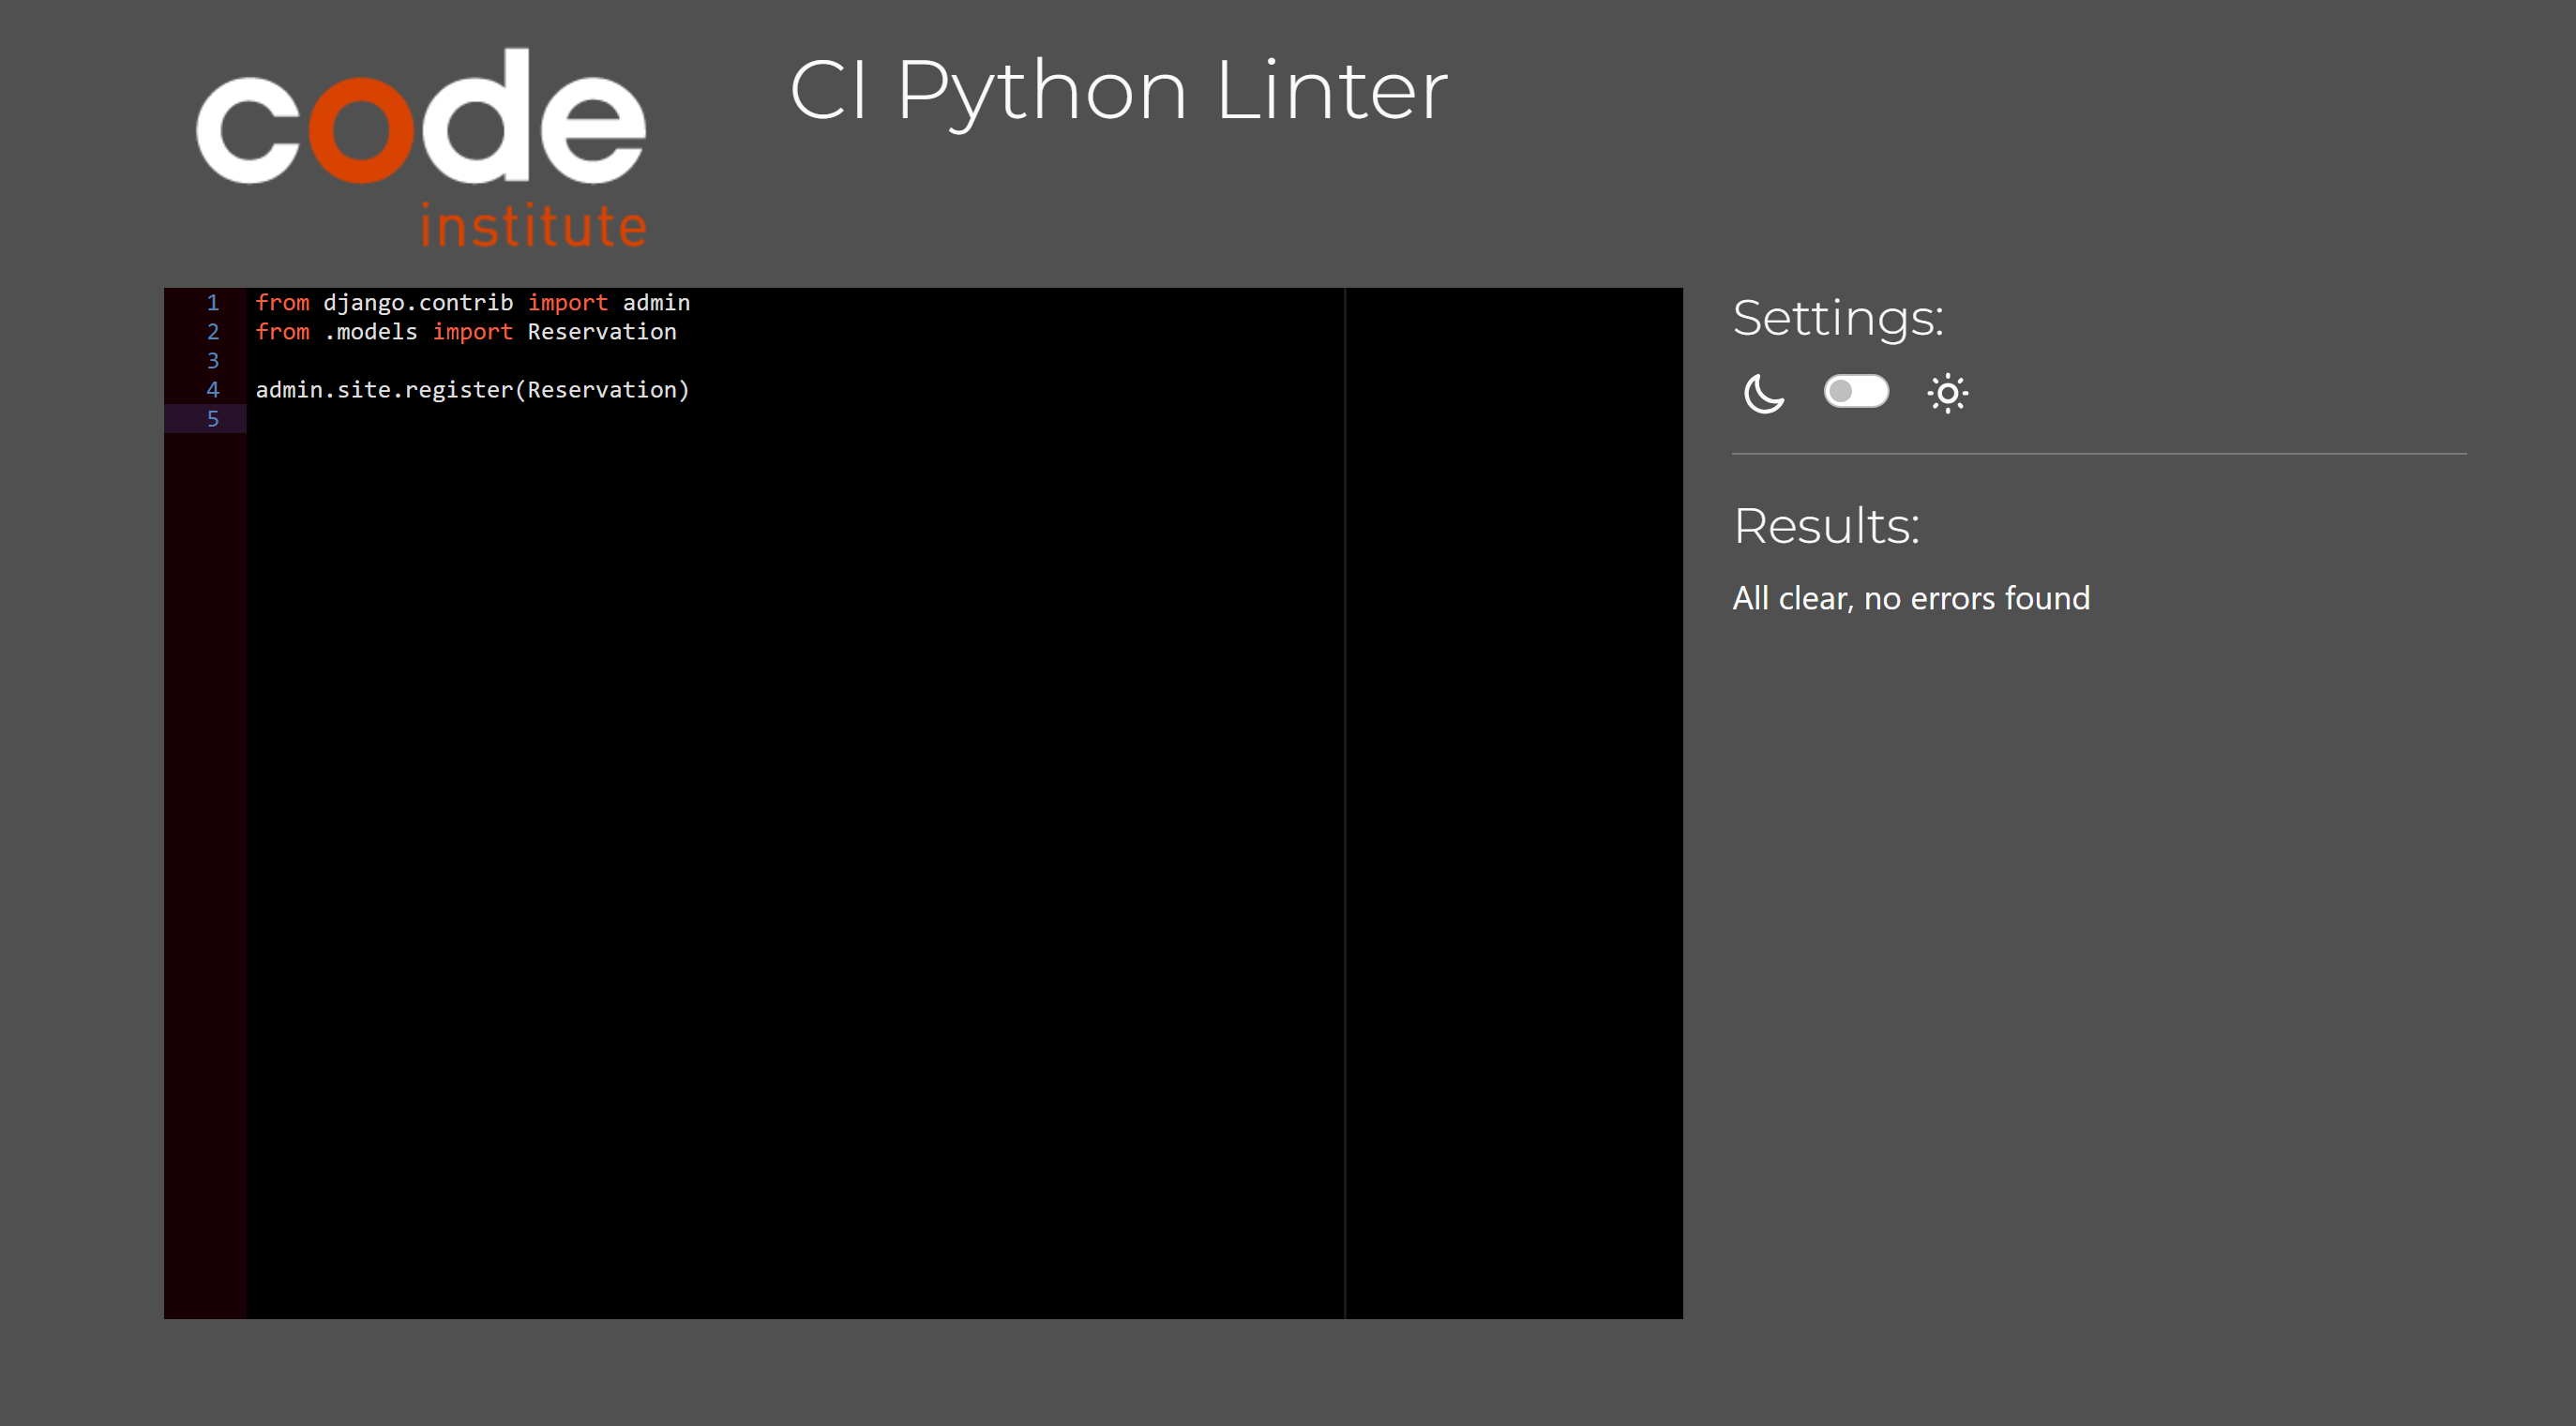 code
institute
CI Python Linter
1 from django.contrib import admin
2 from .models import Reservation
3
4 admin.site.register(Reservation)
5
Settings:
Results:
All clear, no errors found